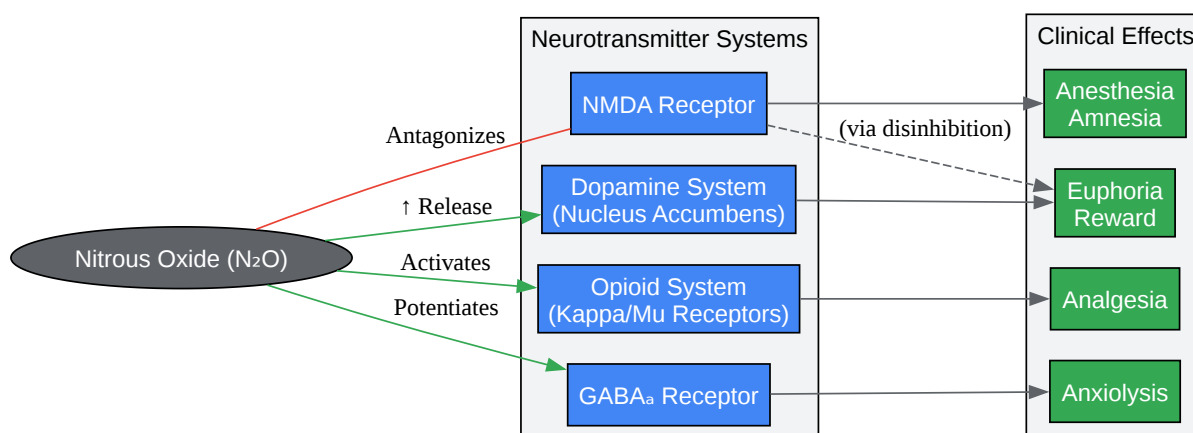 Neurotransmitter Systems
Clinical Effects
NMDA Receptor
Anesthesia
Amnesia
Antagonizes
(via disinhibition)
Dopamine System
(Nucleus Accumbens)
Euphoria
Reward
↑ Release
Nitrous Oxide (N₂O)
Activates
Opioid System
(Kappa/Mu Receptors)
Analgesia
Potentiates
GABAₐ Receptor
Anxiolysis